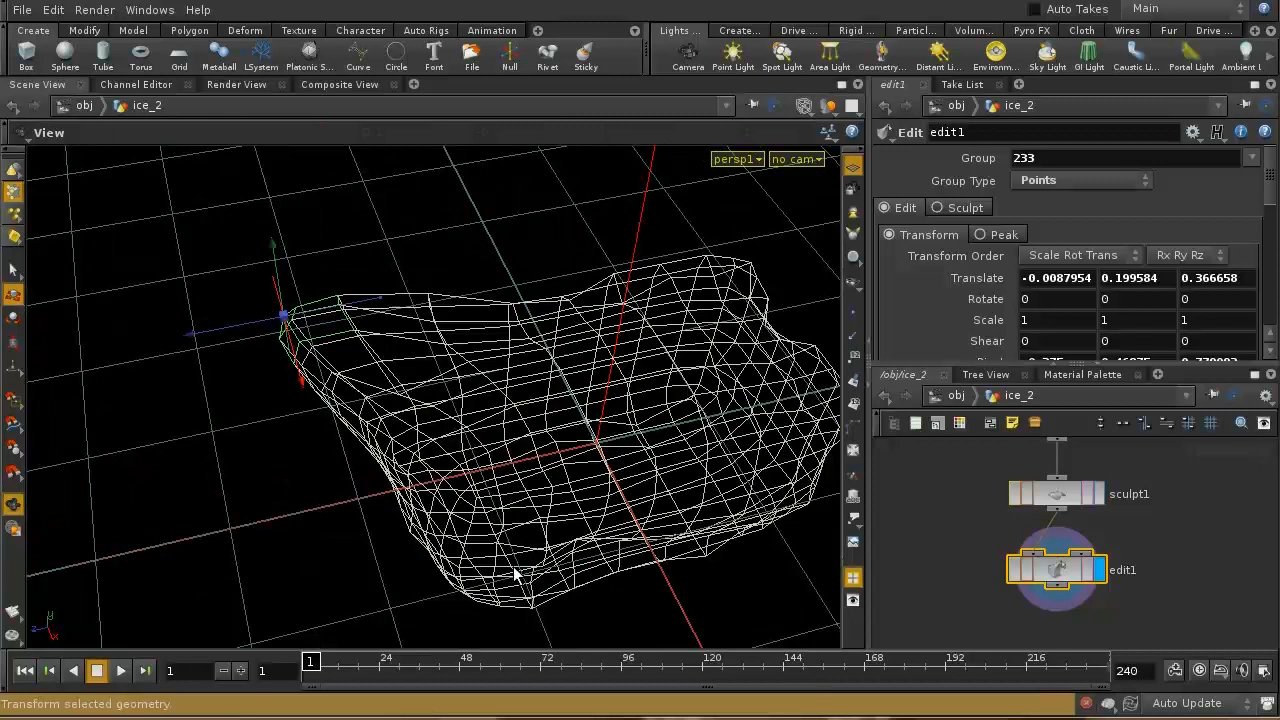 File Edit Render Windows Help Auto Takes Main
Create Modify Model Polygon Deform Texture Character Auto Rigs Animation Lights ... Create... Drive ... Rigid ... Particl... Volum... Pyro FX Cloth Wires Fur Drive ...
Box Sphere Tube Torus Grid Metaball LSystem Platonic S... Curve Circle Font File Null Rivet Sticky Camera Point Light Spot Light Area Light Geometry... Distant Li... Environ... Sky Light GI Light Caustic Li... Portal Light Ambient L
Scene View Channel Editor Render View Composite View edit1 Take List
obj ice_2 obj ice_2
View Edit edit1
persp1 no cam
Group 233
Group Type Points
Edit Sculpt
Transform Peak
Transform Order Scale Rot Trans Rx Ry Rz
Translate -0.0087954 0.199584 0.366658
Rotate 0 0 0
Scale 1 1 1
Shear 0 0 0
/obj/ice_2 Tree View Material Palette
obj ice_2
sculpt1
edit1
y
z
x
1 1 1 24 48 72 96 120 144 168 192 216 240
Transform selected geometry. Auto Update